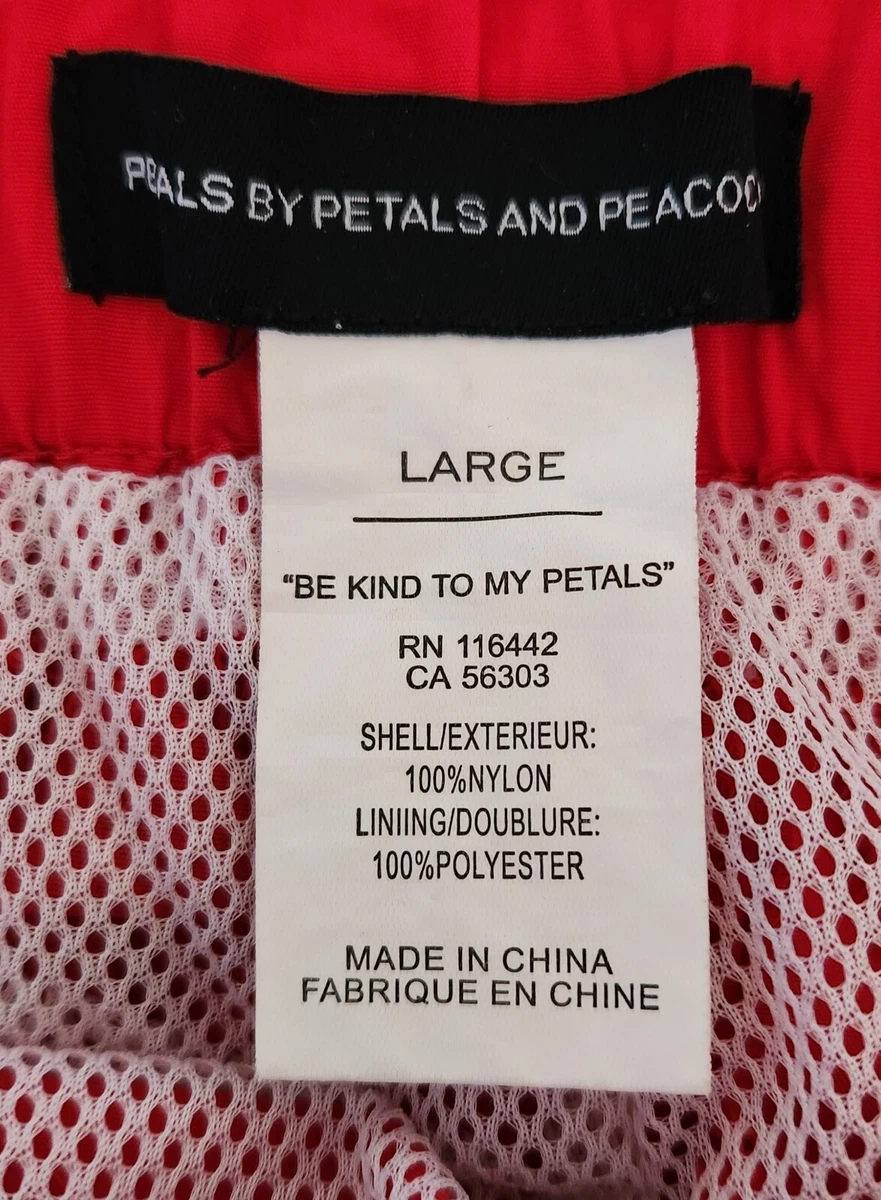 PEALS BY PETALS AND PEACOC
LARGE
“BE KIND TO MY PETALS”
RN 116442
CA 56303
SHELL/EXTERIEUR:
100%NYLON
LINIING/DOUBLURE:
100%POLYESTER
MADE IN CHINA
FABRIQUE EN CHINE